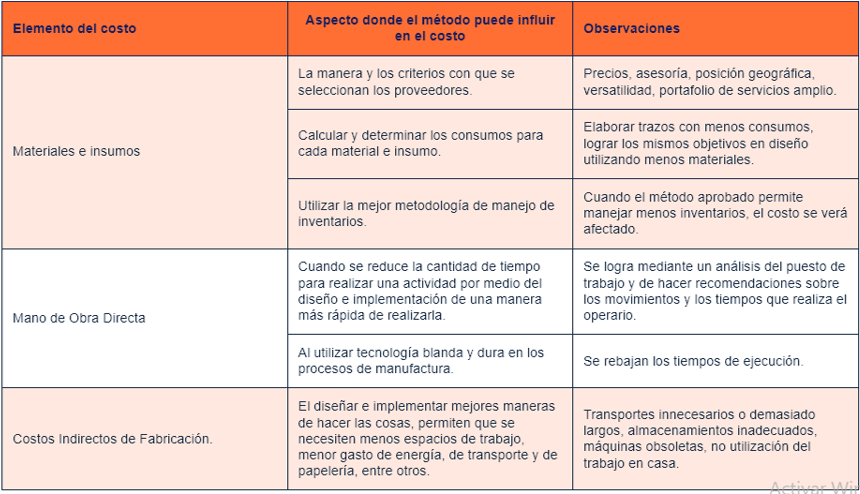 Elemento del costo
Aspecto donde el método puede influir
en el costo
Observaciones
Materiales e insumos
La manera y los criterios con que se
seleccionan los proveedores.
Precios, asesoría, posición geográfica,
versatilidad, portafolio de servicios amplio.
Calcular y determinar los consumos para
cada material e insumo.
Elaborar trazos con menos consumos,
lograr los mismos objetivos en diseño
utilizando menos materiales.
Utilizar la mejor metodología de manejo de
inventarios.
Cuando el método aprobado permite
manejar menos inventarios, el costo se verá
afectado.
Mano de Obra Directa
Cuando se reduce la cantidad de tiempo
para realizar una actividad por medio del
diseño e implementación de una manera
más rápida de realizarla.
Se logra mediante un análisis del puesto de
trabajo y de hacer recomendaciones sobre
los movimientos y los tiempos que realiza el
operario.
Al utilizar tecnología blanda y dura en los
procesos de manufactura.
Se rebajan los tiempos de ejecución.
Costos Indirectos de Fabricación.
El diseñar e implementar mejores maneras
de hacer las cosas, permiten que se
necesiten menos espacios de trabajo,
menor gasto de energía, de transporte y de
papelería, entre otros.
Transportes innecesarios o demasiado
largos, almacenamientos inadecuados,
máquinas obsoletas, no utilización del
trabajo en casa.
Activar Win